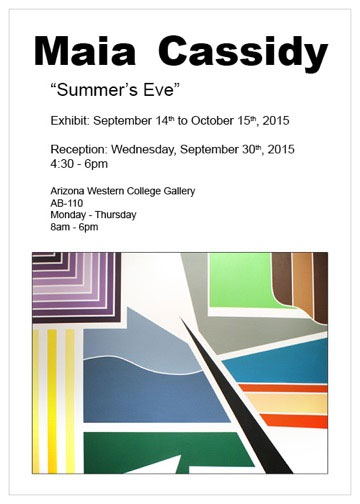 Maia Cassidy
“Summer’s Eve”
Exhibit: September 14th to October 15th, 2015
Reception: Wednesday, September 30th, 2015
4:30 - 6pm
Arizona Western College Gallery
AB-110
Monday - Thursday
8am - 6pm